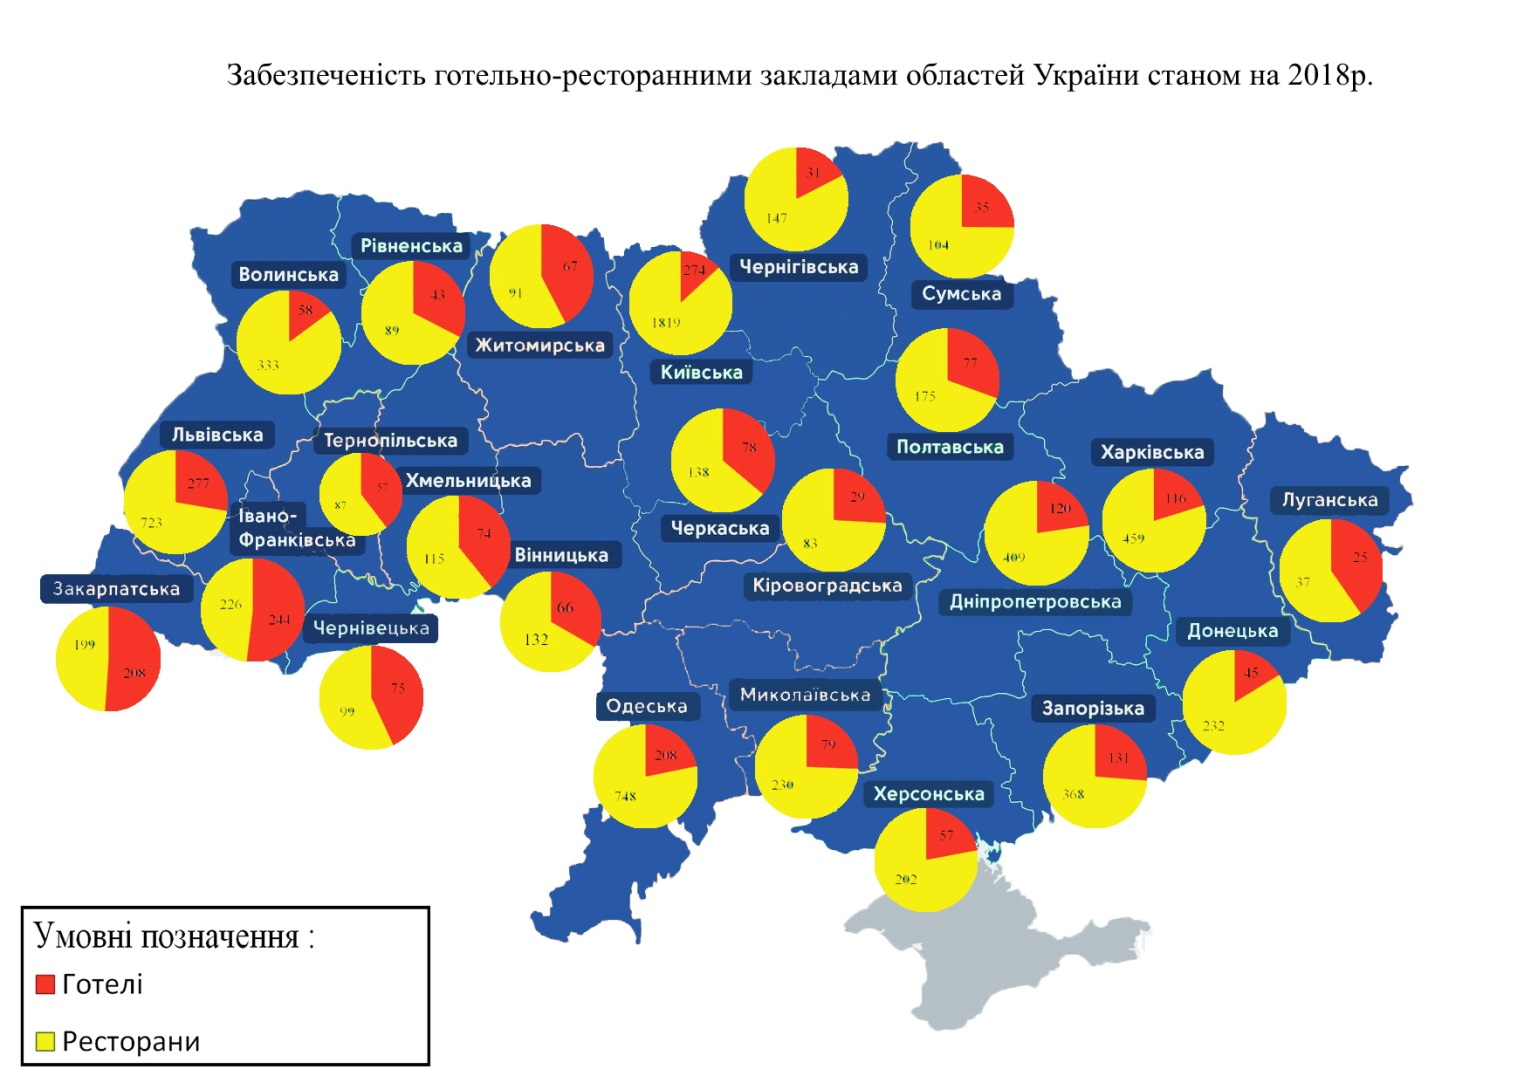 Забезпеченість готельно-ресторанними закладами областей України станом на 2018р.
31
147
Чернігівська
35
104
Сумська
Рівненська
43
89
67
91
Житомирська
Волинська
58
333
274
1819
Київська
77
175
Полтавська
Львівська
277
723
Тернопільська
57
87
Хмельницька
74
115
78
138
Черкаська
29
83
Кіровоградська
Харківська
116
459
120
409
Дніпропетровська
Луганська
25
37
Івано-
Франківська
226
244
Вінницька
66
132
Закарпатська
199
208
Чернівецька
75
99
Донецька
45
232
Одеська
208
748
Миколаївська
79
230
Запорізька
131
368
Херсонська
57
202
Умовні позначення :
Готелі
Ресторани